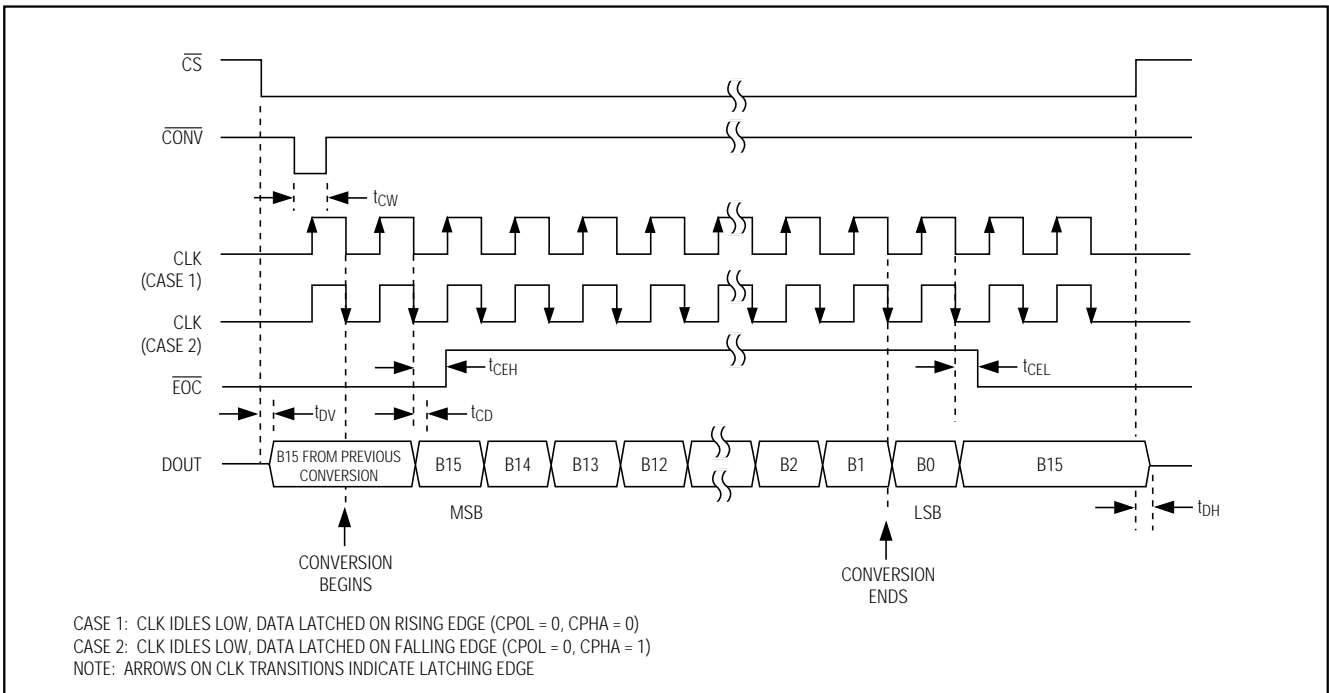 CS
CONV
tCW
CLK
(CASE 1)
CLK
(CASE 2)
tCEH
tCEL
EOC
tDV
tCD
DOUT
B15 FROM PREVIOUS
CONVERSION
B15
B14
B13
B12
B2
B1
B0
B15
MSB
LSB
tDH
CONVERSION
BEGINS
CONVERSION
ENDS
CASE 1: CLK IDLES LOW, DATA LATCHED ON RISING EDGE (CPOL = 0, CPHA = 0)
CASE 2: CLK IDLES LOW, DATA LATCHED ON FALLING EDGE (CPOL = 0, CPHA = 1)
NOTE: ARROWS ON CLK TRANSITIONS INDICATE LATCHING EDGE